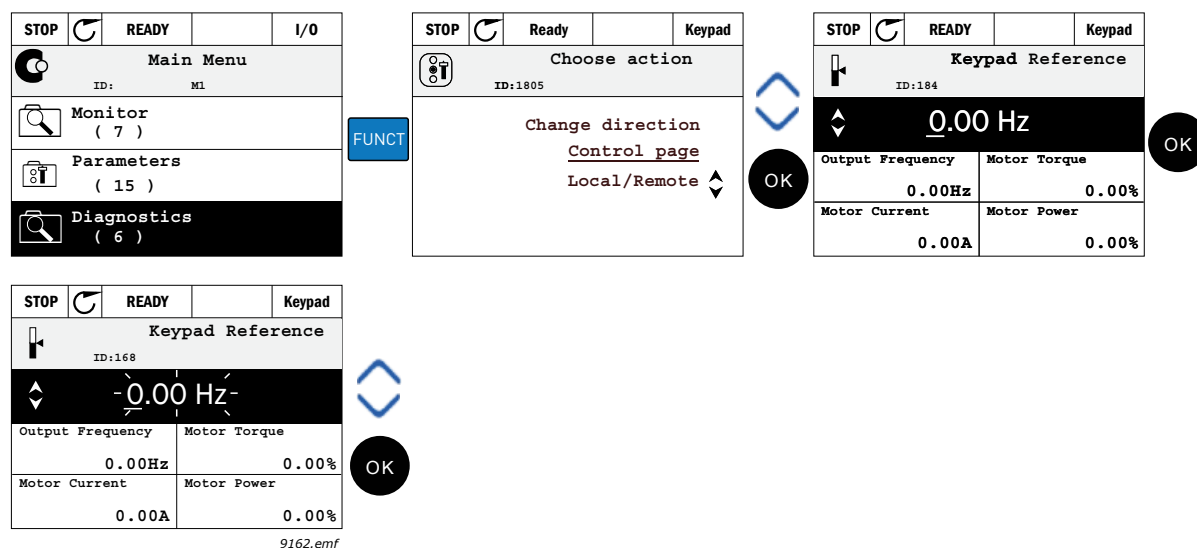 STOP READY I/O
Main Menu
ID: M1
Monitor
( 7 )
Parameters
( 15 )
Diagnostics
( 6 )
FUNCT
STOP Ready Keypad
Choose action
ID:1805
Change direction
Control page
Local/Remote
OK
STOP READY Keypad
Keypad Reference
ID:184
0.00 Hz
Output Frequency Motor Torque
0.00Hz 0.00%
Motor Current Motor Power
0.00A 0.00%
OK
STOP READY Keypad
Keypad Reference
ID:168
0.00 Hz
Output Frequency Motor Torque
0.00Hz 0.00%
Motor Current Motor Power
0.00A 0.00%
OK
9162.emf